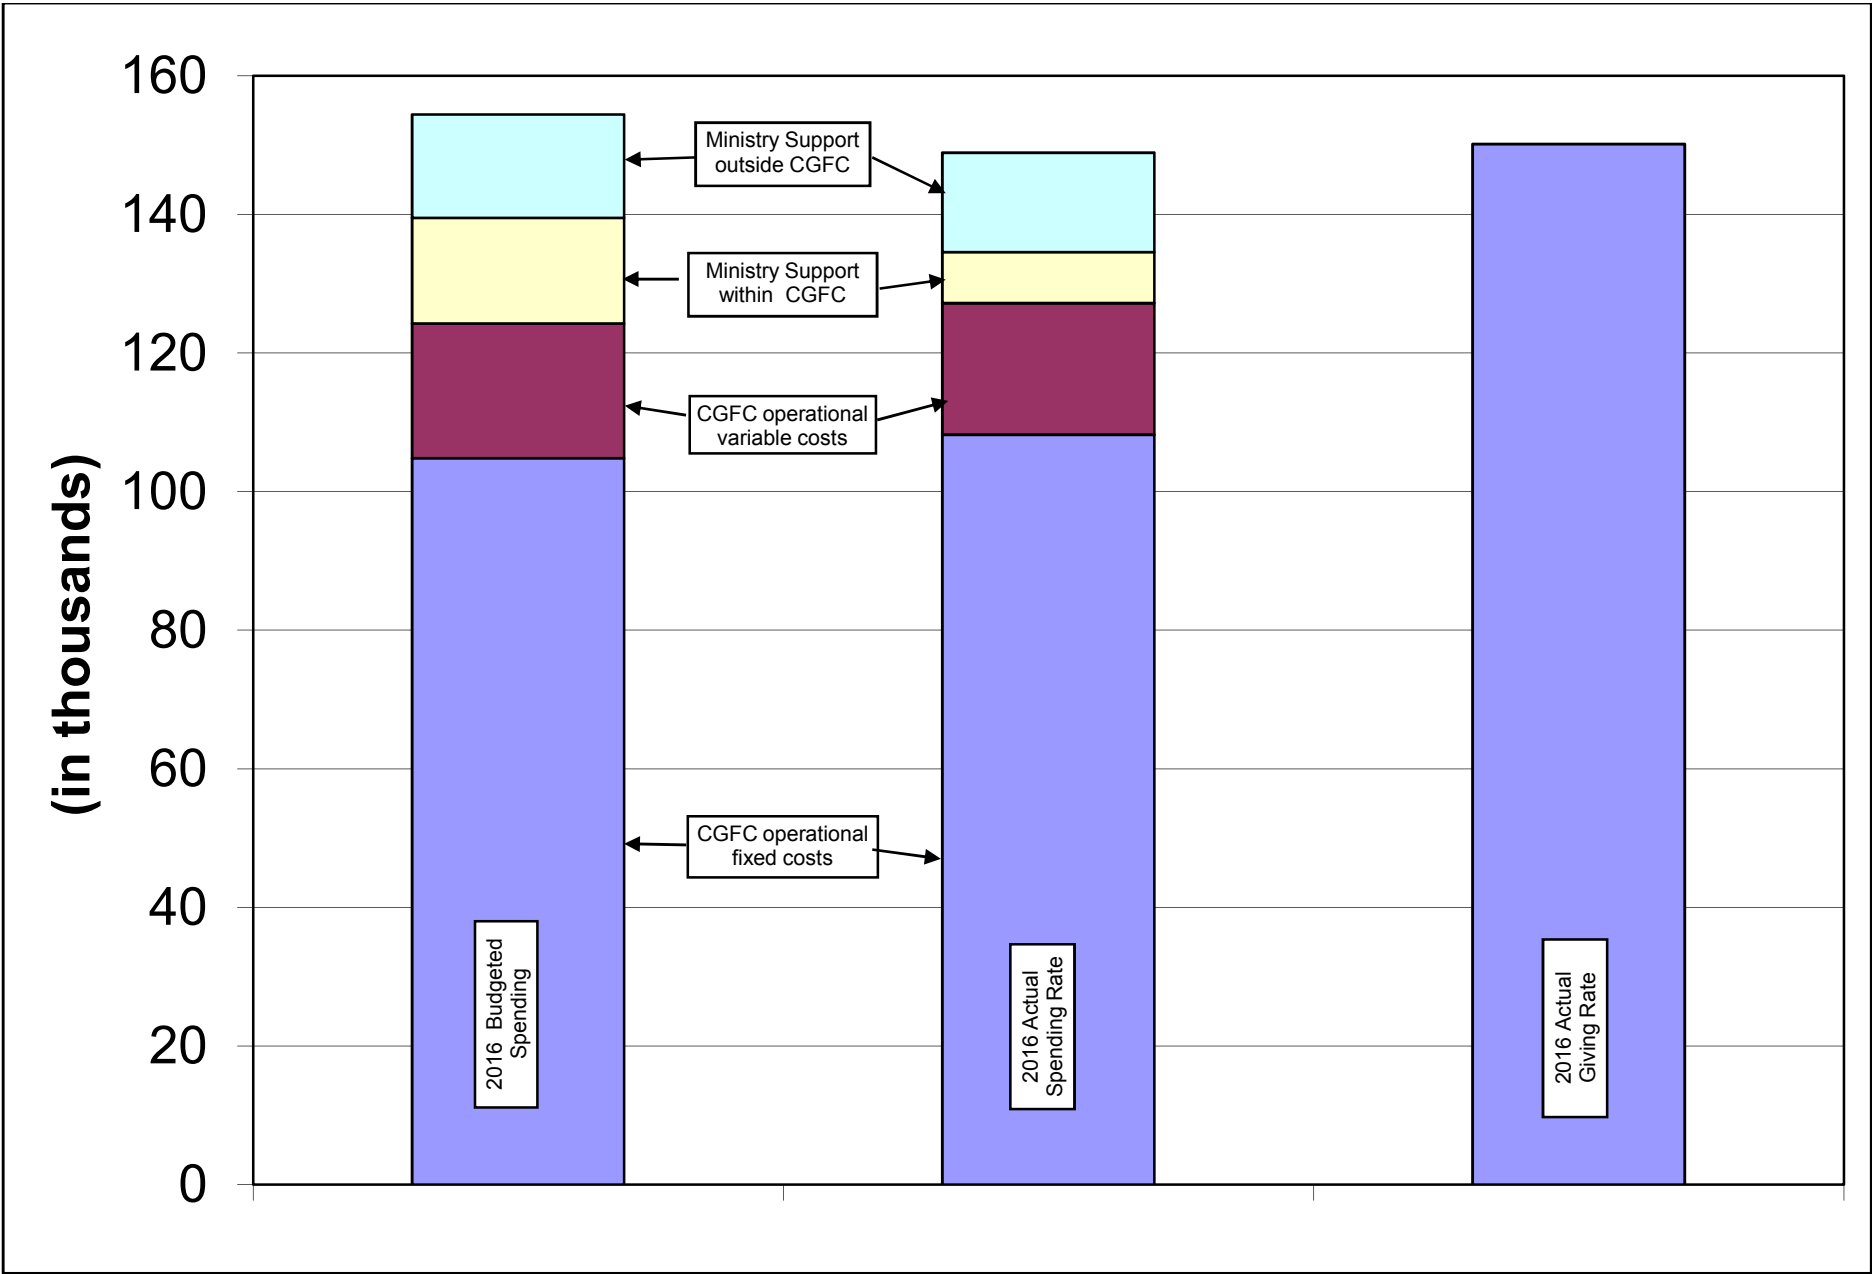 160
140
120
100
80
60
40
20
0
(in thousands)
Ministry Support
outside CGFC
Ministry Support
within CGFC
CGFC operational
variable costs
CGFC operational
fixed costs
2016 Budgeted
Spending
2016 Actual
Spending Rate
2016 Actual
Giving Rate